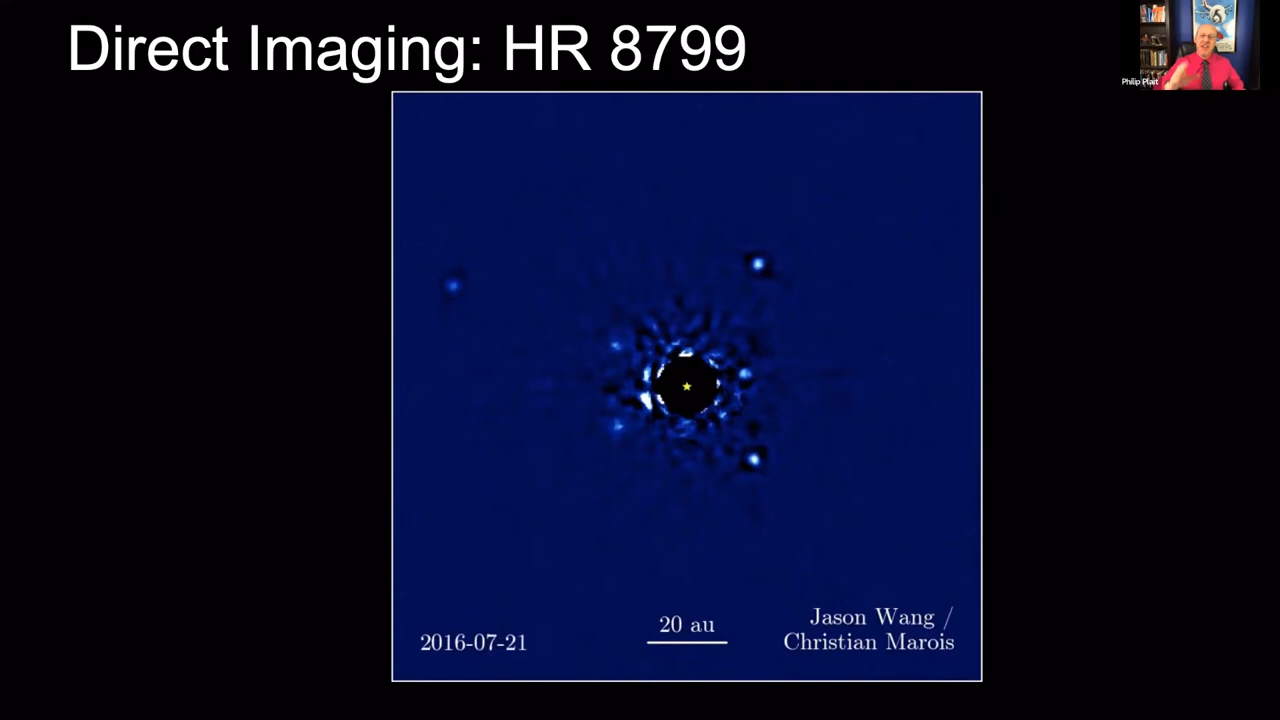 Direct Imaging: HR 8799
Philip Plait
20 au
Jason Wang /
Christian Marois
2016-07-21